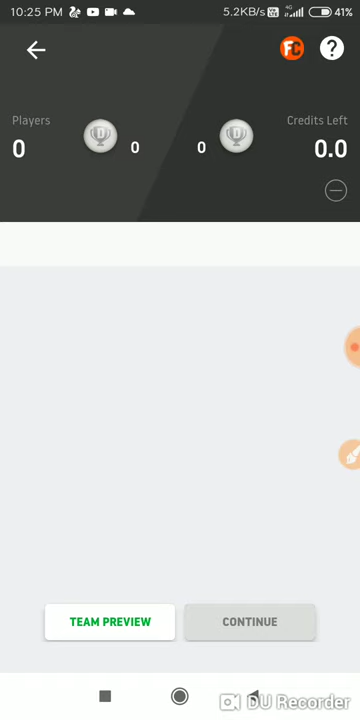 10:25 PM 5.2KB/s 4G 41%
FC ?
Players Credits Left
0 D 0 0 D 0.0
TEAM PREVIEW CONTINUE
DU Recorder